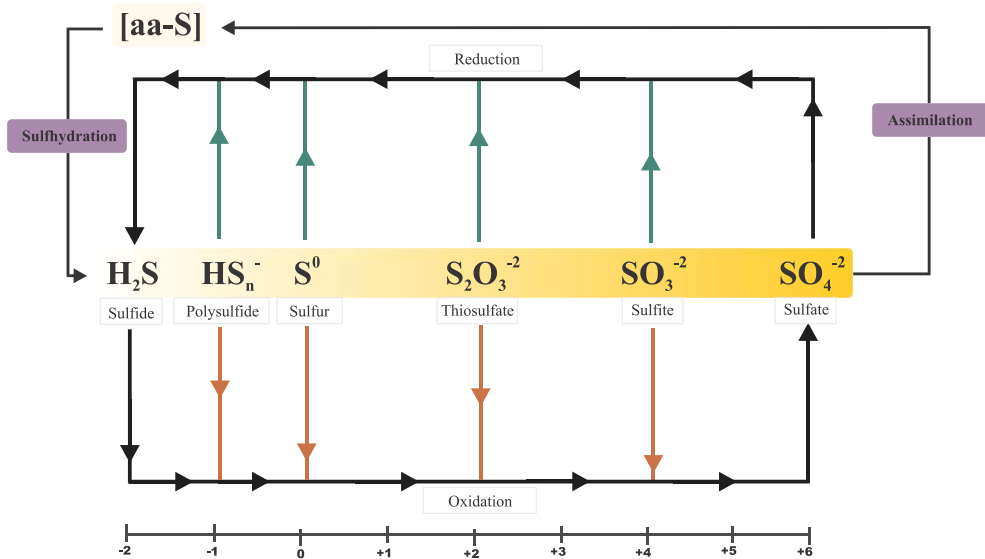 [aa-S]
Reduction
Sulfhydration
Assimilation
H₂S HSₙ⁻ S⁰ S₂O₃⁻² SO₃⁻² SO₄⁻²
Sulfide Polysulfide Sulfur Thiosulfate Sulfite Sulfate
Oxidation
-2 -1 0 +1 +2 +3 +4 +5 +6